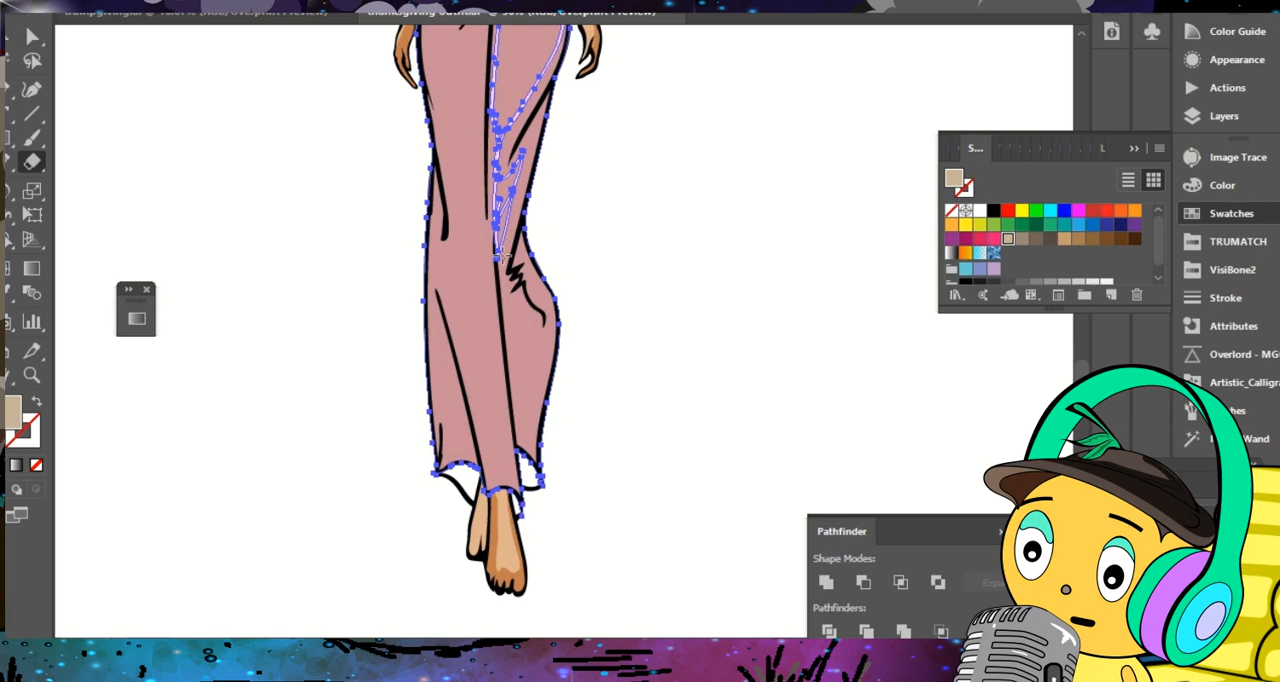 Color Guide
Appearance
Actions
Layers
S...
L
Image Trace
Color
Swatches
TRUMATCH
VisiBone2
Stroke
Attributes
Overlord - MG
Artistic_Calligra
Wand
Pathfinder
Shape Modes:
Expa
Pathfinders: